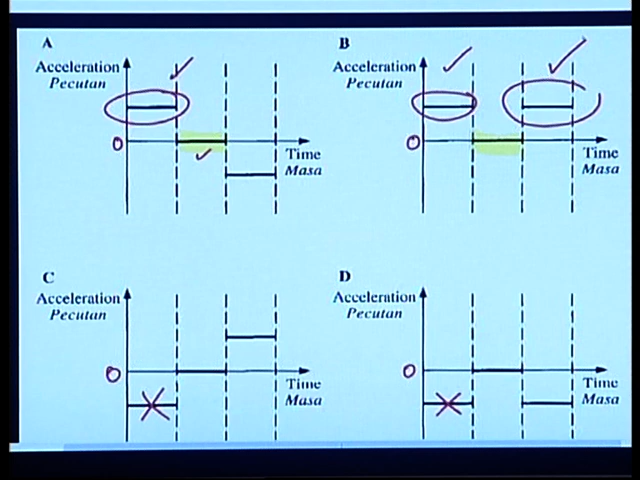 A
Acceleration
Pecutan
0
Time
Masa
B
Acceleration
Pecutan
0
Time
Masa
C
Acceleration
Pecutan
0
Time
Masa
D
Acceleration
Pecutan
0
Time
Masa